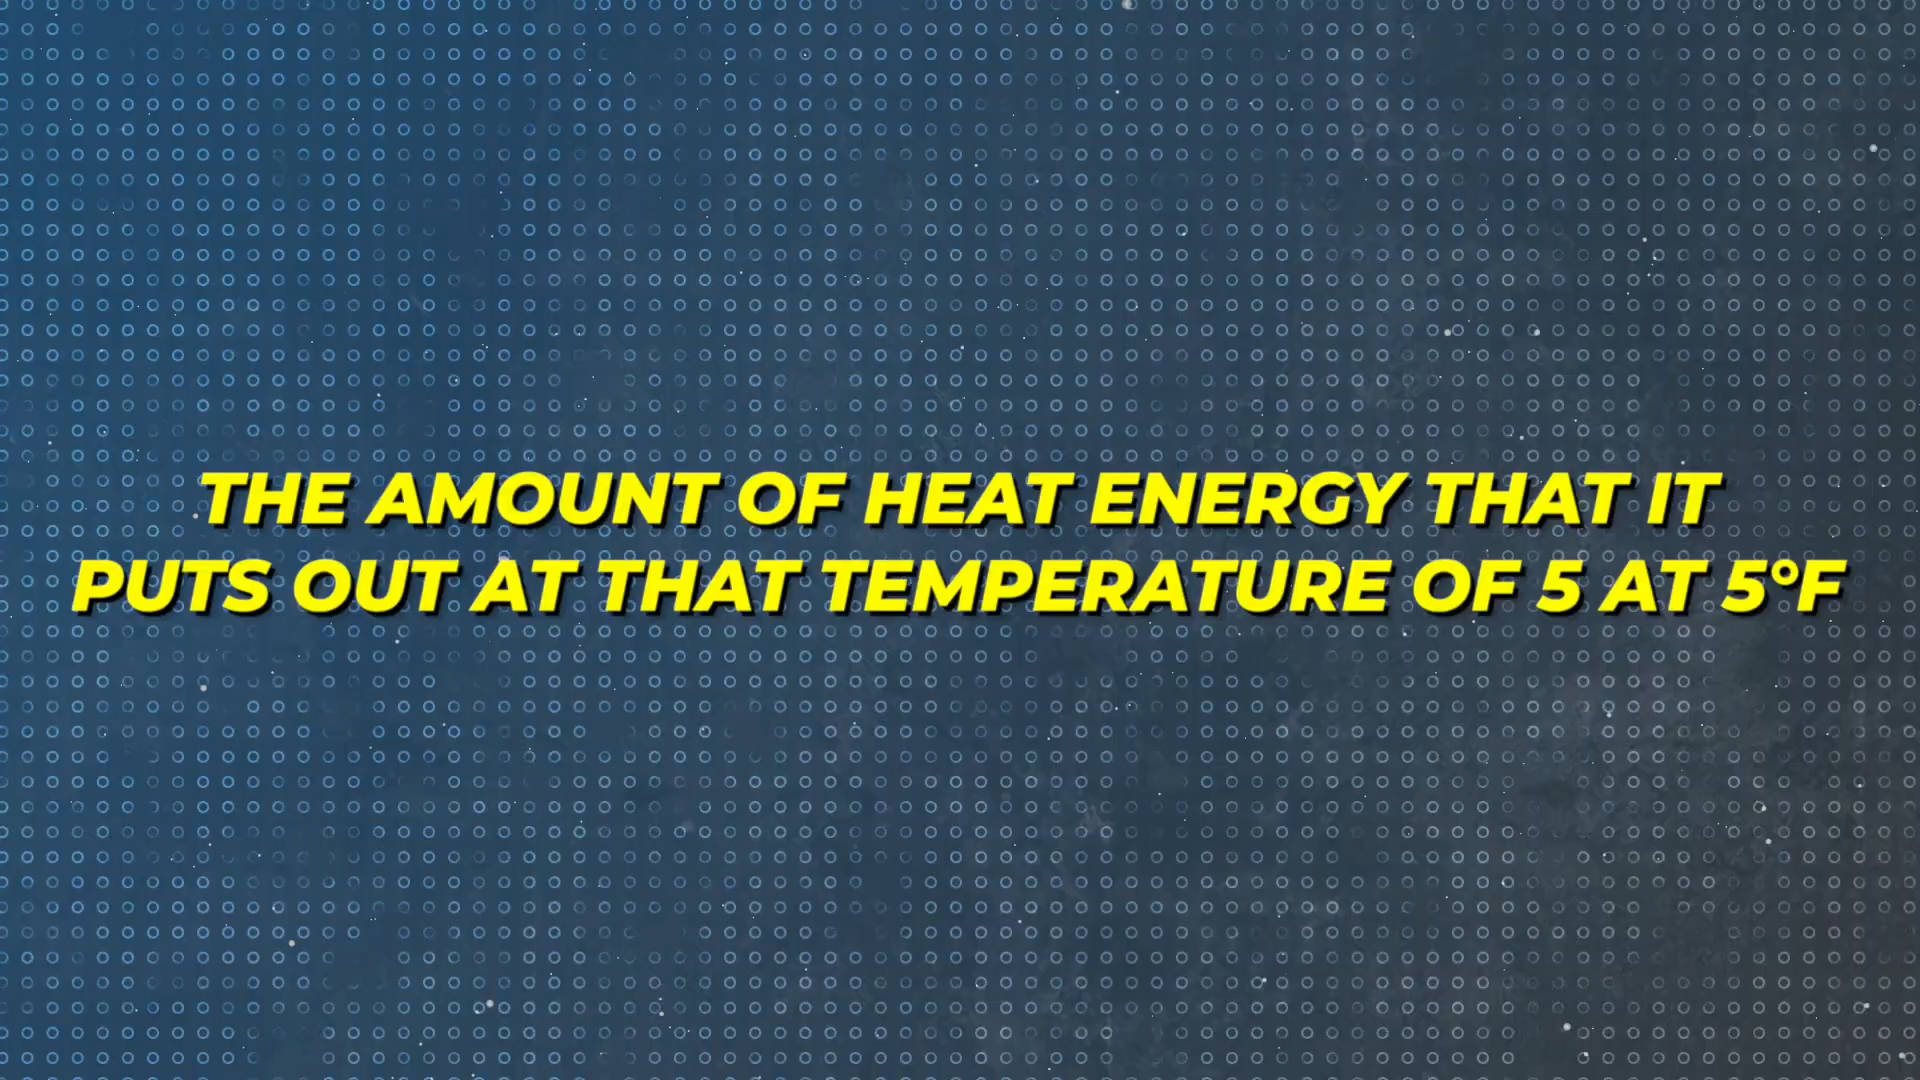 THE AMOUNT OF HEAT ENERGY THAT IT
PUTS OUT AT THAT TEMPERATURE OF 5 AT 5°F